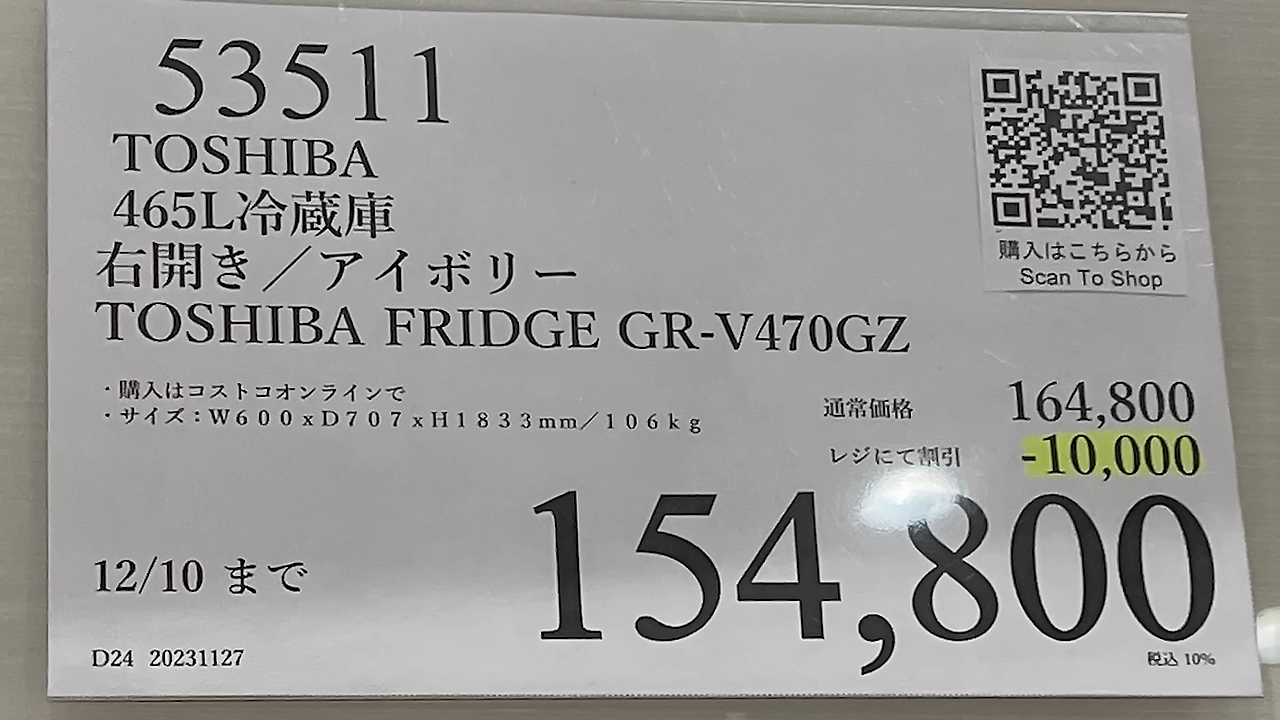 53511
TOSHIBA
465L冷蔵庫
右開き／アイボリー
TOSHIBA FRIDGE GR-V470GZ
購入はこちらから
Scan To Shop
・購入はコストコオンラインで
・サイズ：Ｗ６００ｘＤ７０７ｘＨ１８３３mm／１０６ｋｇ
通常価格 164,800
レジにて割引 -10,000
154,800
12/10 まで
D24 20231127
税込 10%